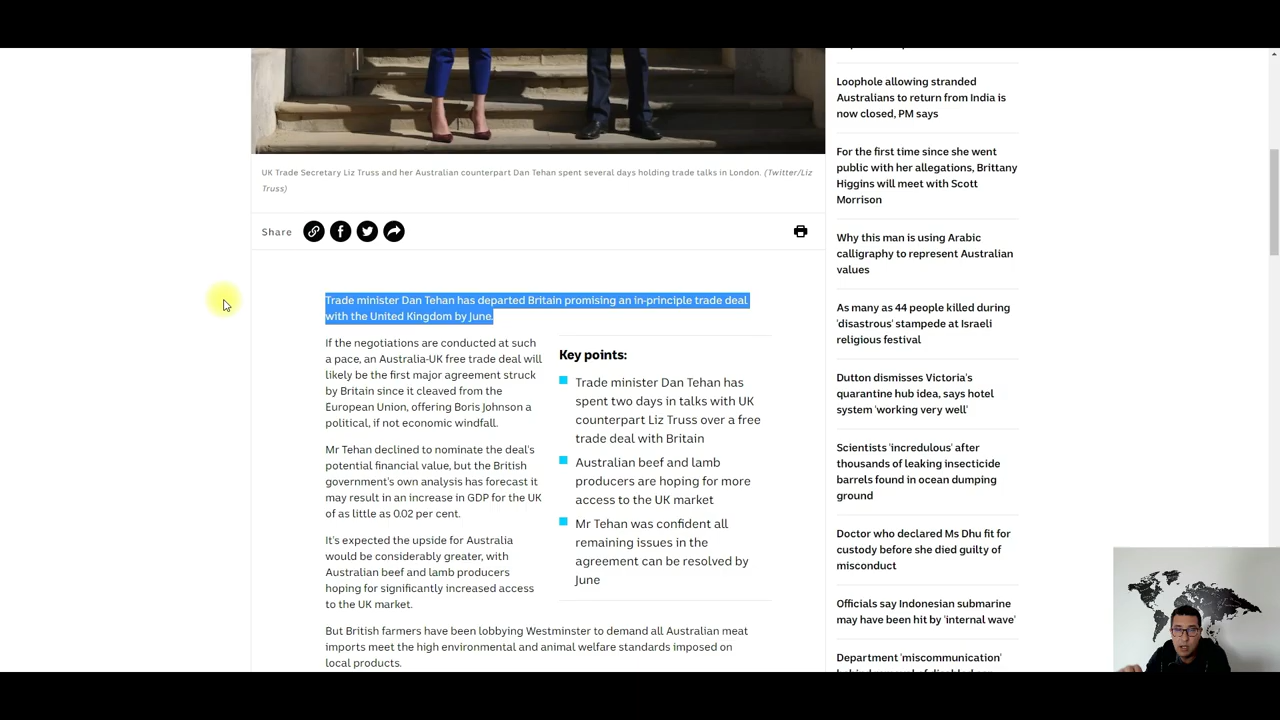 UK Trade Secretary Liz Truss and her Australian counterpart Dan Tehan spent several days holding trade talks in London. (Twitter/Liz
Truss)
Share
Trade minister Dan Tehan has departed Britain promising an in-principle trade deal
with the United Kingdom by June.
If the negotiations are conducted at such
a pace, an Australia-UK free trade deal will
likely be the first major agreement struck
by Britain since it cleaved from the
European Union, offering Boris Johnson a
political, if not economic windfall.
Mr Tehan declined to nominate the deal's
potential financial value, but the British
government's own analysis has forecast it
may result in an increase in GDP for the UK
of as little as 0.02 per cent.
It's expected the upside for Australia
would be considerably greater, with
Australian beef and lamb producers
hoping for significantly increased access
to the UK market.
Key points:
Trade minister Dan Tehan has
spent two days in talks with UK
counterpart Liz Truss over a free
trade deal with Britain
Australian beef and lamb
producers are hoping for more
access to the UK market
Mr Tehan was confident all
remaining issues in the
agreement can be resolved by
June
But British farmers have been lobbying Westminster to demand all Australian meat
imports meet the high environmental and animal welfare standards imposed on
local products.
Loophole allowing stranded
Australians to return from India is
now closed, PM says
For the first time since she went
public with her allegations, Brittany
Higgins will meet with Scott
Morrison
Why this man is using Arabic
calligraphy to represent Australian
values
As many as 44 people killed during
'disastrous' stampede at Israeli
religious festival
Dutton dismisses Victoria's
quarantine hub idea, says hotel
system 'working very well'
Scientists 'incredulous' after
thousands of leaking insecticide
barrels found in ocean dumping
ground
Doctor who declared Ms Dhu fit for
custody before she died guilty of
misconduct
Officials say Indonesian submarine
may have been hit by 'internal wave'
Department 'miscommunication'